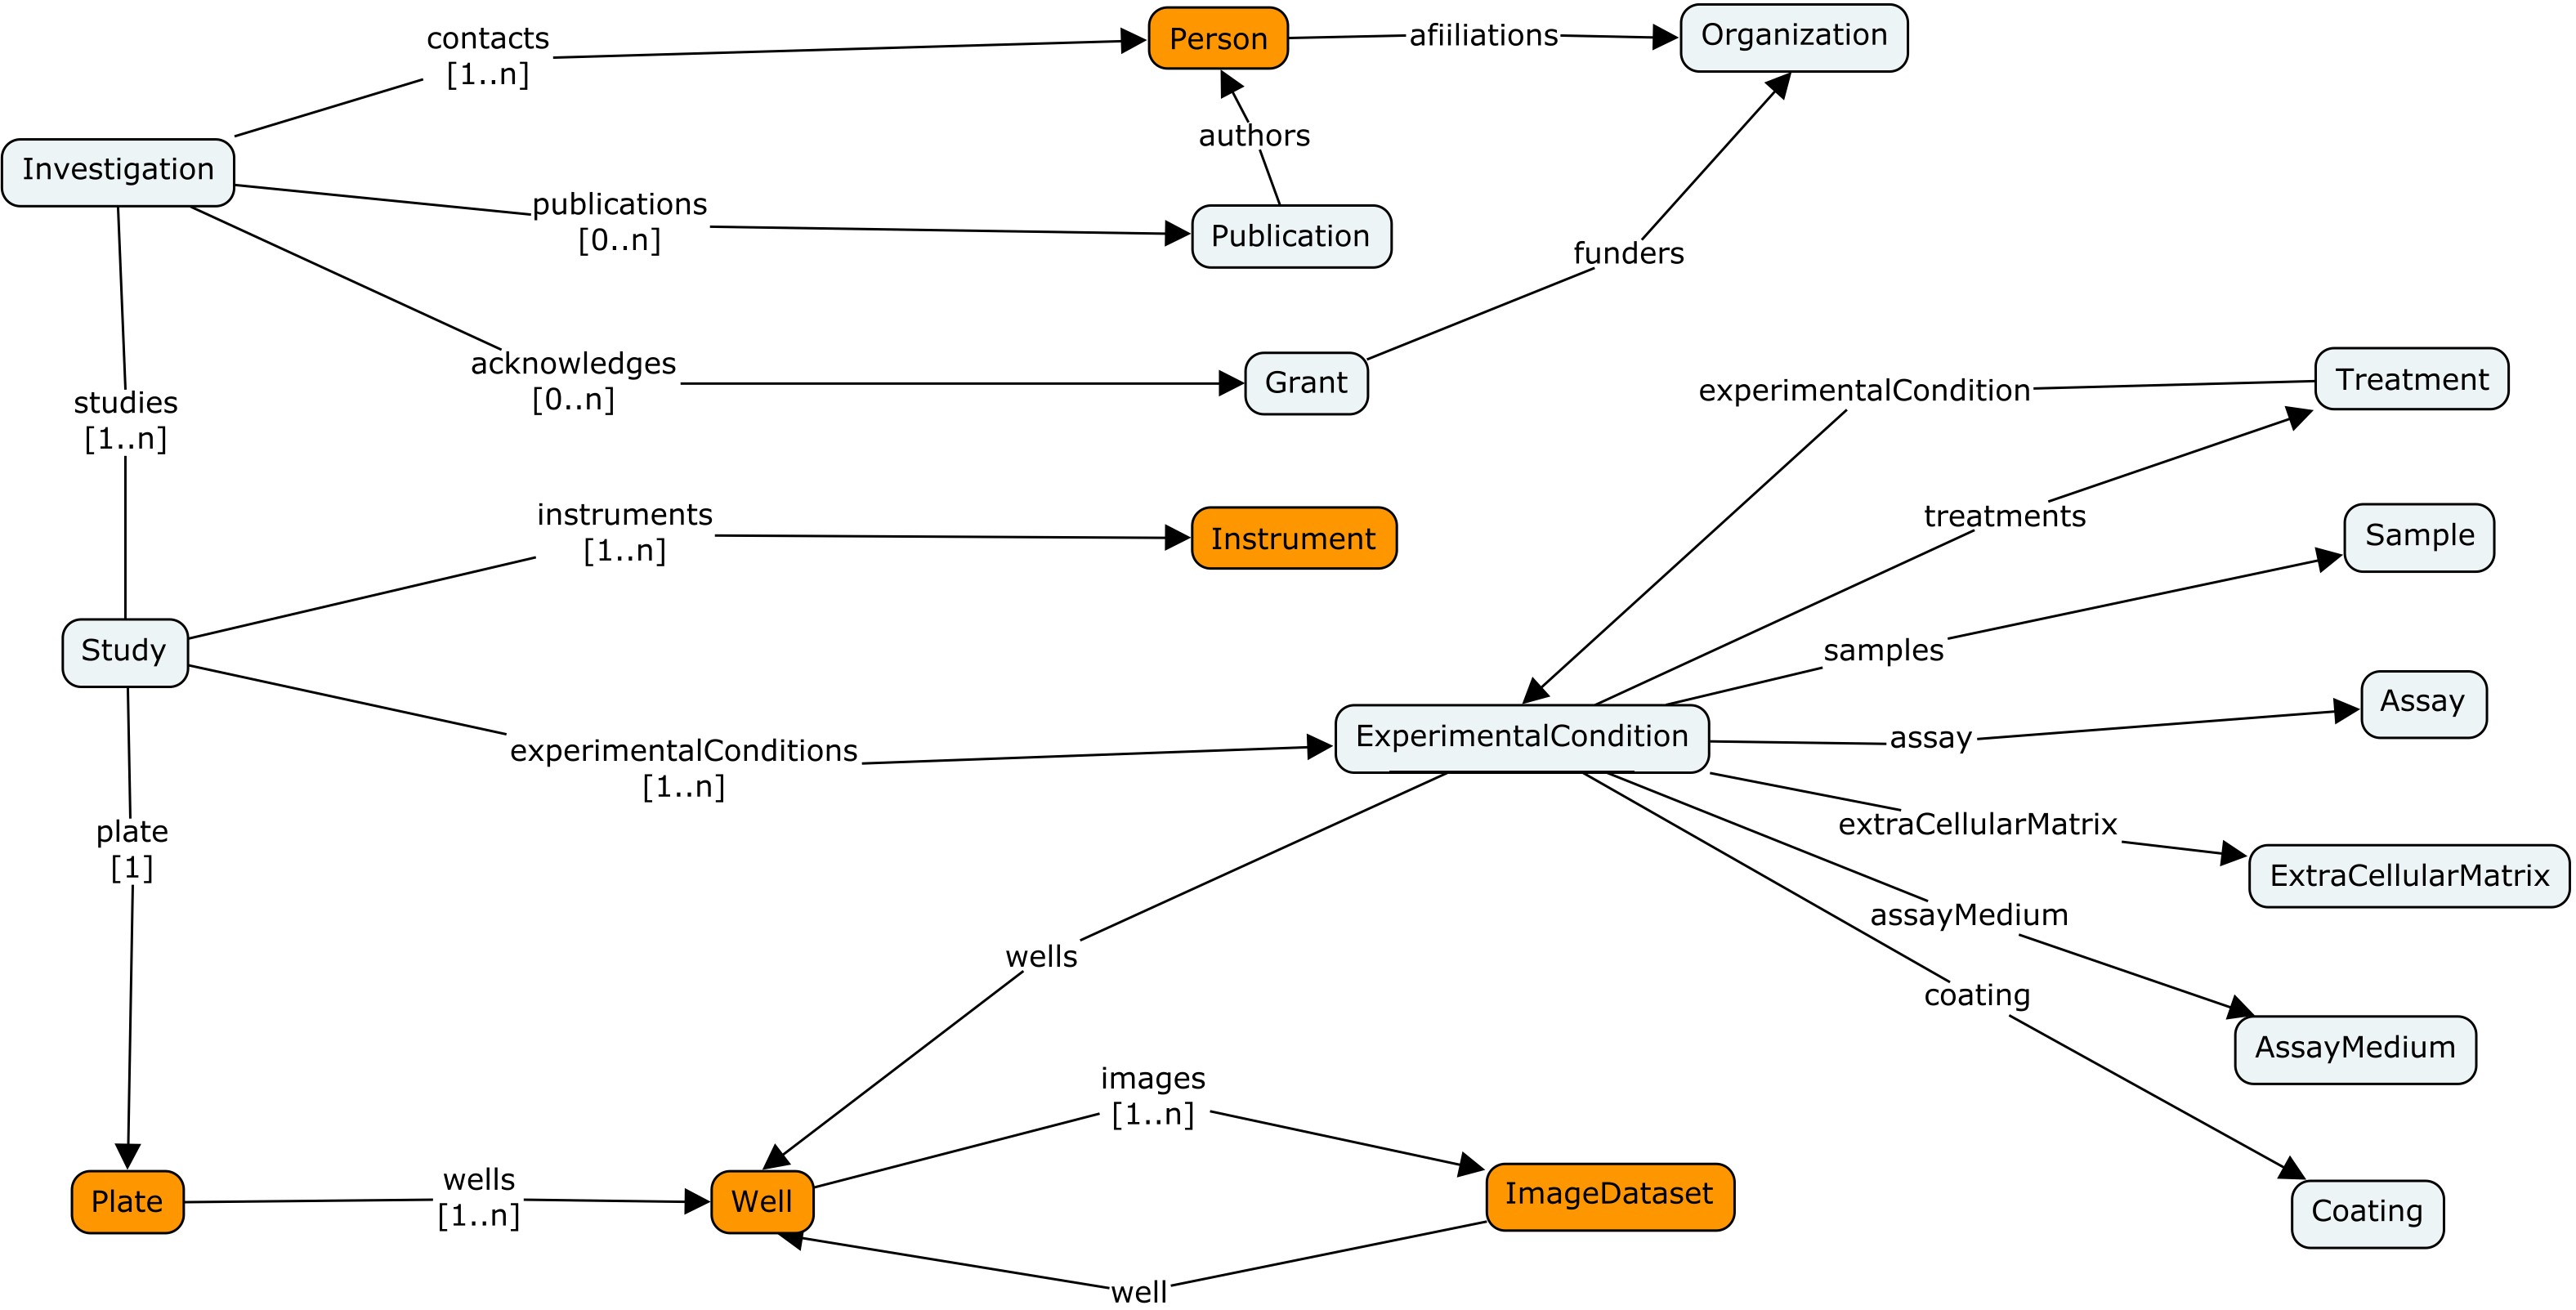 contacts
[1..n]
Person
afiiliations
Organization
authors
Investigation
publications
[0..n]
Publication
funders
acknowledges
[0..n]
Grant
experimentalCondition
Treatment
studies
[1..n]
instruments
[1..n]
Instrument
treatments
Sample
Study
samples
experimentalConditions
[1..n]
ExperimentalCondition
assay
Assay
plate
[1]
extraCellularMatrix
ExtraCellularMatrix
wells
assayMedium
coating
AssayMedium
images
[1..n]
Plate
wells
[1..n]
Well
ImageDataset
Coating
well